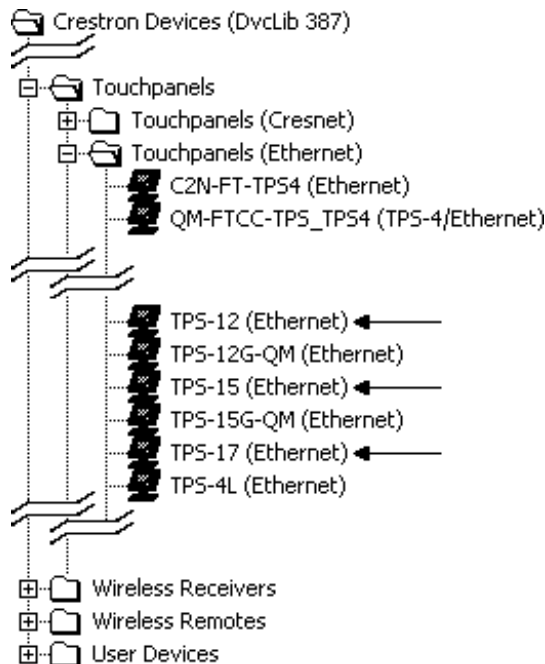 Crestron Devices (DvcLib 387)
Touchpanels
Touchpanels (Cresnet)
Touchpanels (Ethernet)
C2N-FT-TPS4 (Ethernet)
QM-FTCC-TPS_TPS4 (TPS-4/Ethernet)
TPS-12 (Ethernet)
TPS-12G-QM (Ethernet)
TPS-15 (Ethernet)
TPS-15G-QM (Ethernet)
TPS-17 (Ethernet)
TPS-4L (Ethernet)
Wireless Receivers
Wireless Remotes
User Devices